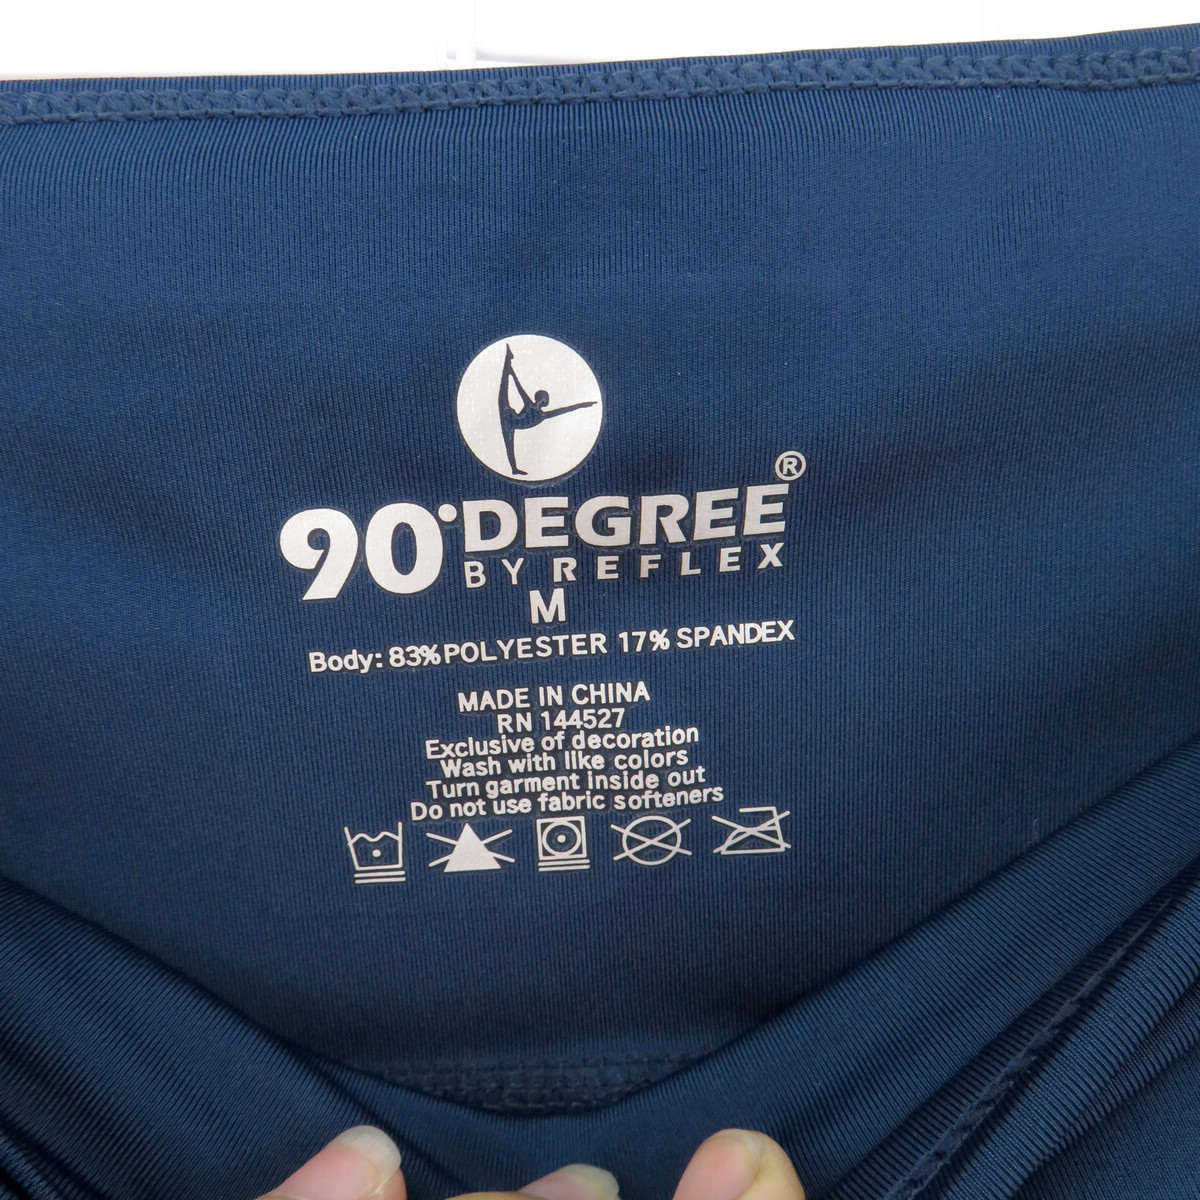 90°DEGREE®
BY REFLEX
M
Body: 83% POLYESTER 17% SPANDEX
MADE IN CHINA
RN 144527
Exclusive of decoration
Wash with like colors
Turn garment inside out
Do not use fabric softeners